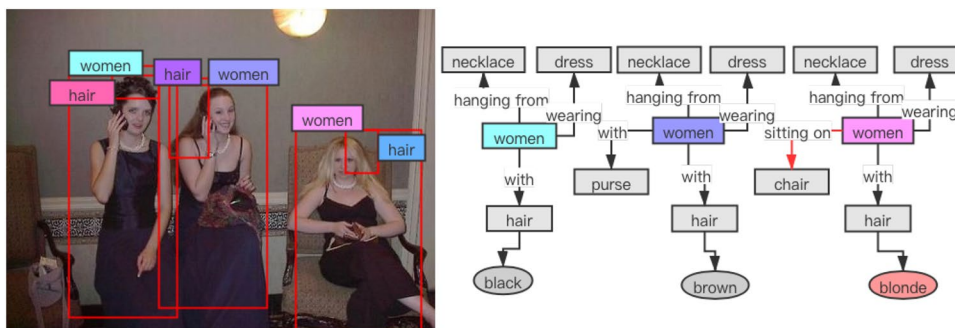 women
hair
women
hair
women
hair
necklace
dress
necklace
dress
necklace
dress
hanging from
wearing
hanging from
wearing
hanging from
wearing
women
with
women
sitting on
women
purse
chair
with
with
with
hair
hair
hair
black
brown
blonde